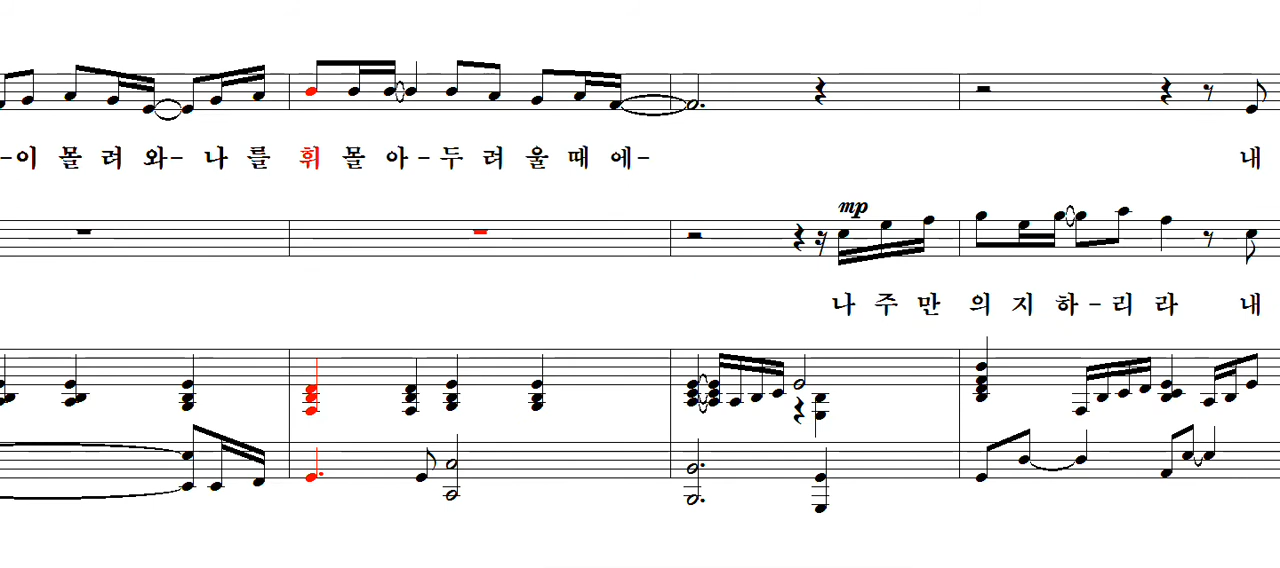 -이 몰 려 와- 나 를 휘 몰 아-두 려 울 때 에- 내
mp
나 주 만 의 지 하-리 라 내